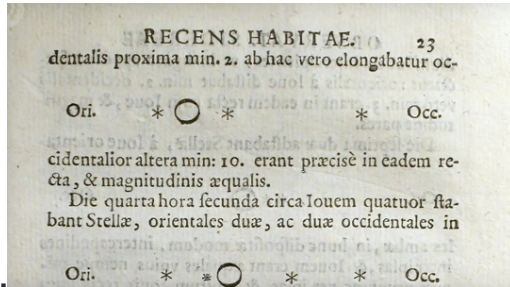 RECENS HABITAE. 23
dentalis proxima min. 2. ab hac vero elongabatur oc-
Ori. * O * * Occ.
cidentalior altera min: 10. erant præcisè in eadem re-
cta, & magnitudinis æqualis.
Die quarta hora secunda circa Iouem quatuor sta-
bant Stellæ, orientales duæ, ac duæ occidentales in
Ori. * *O * * Occ.